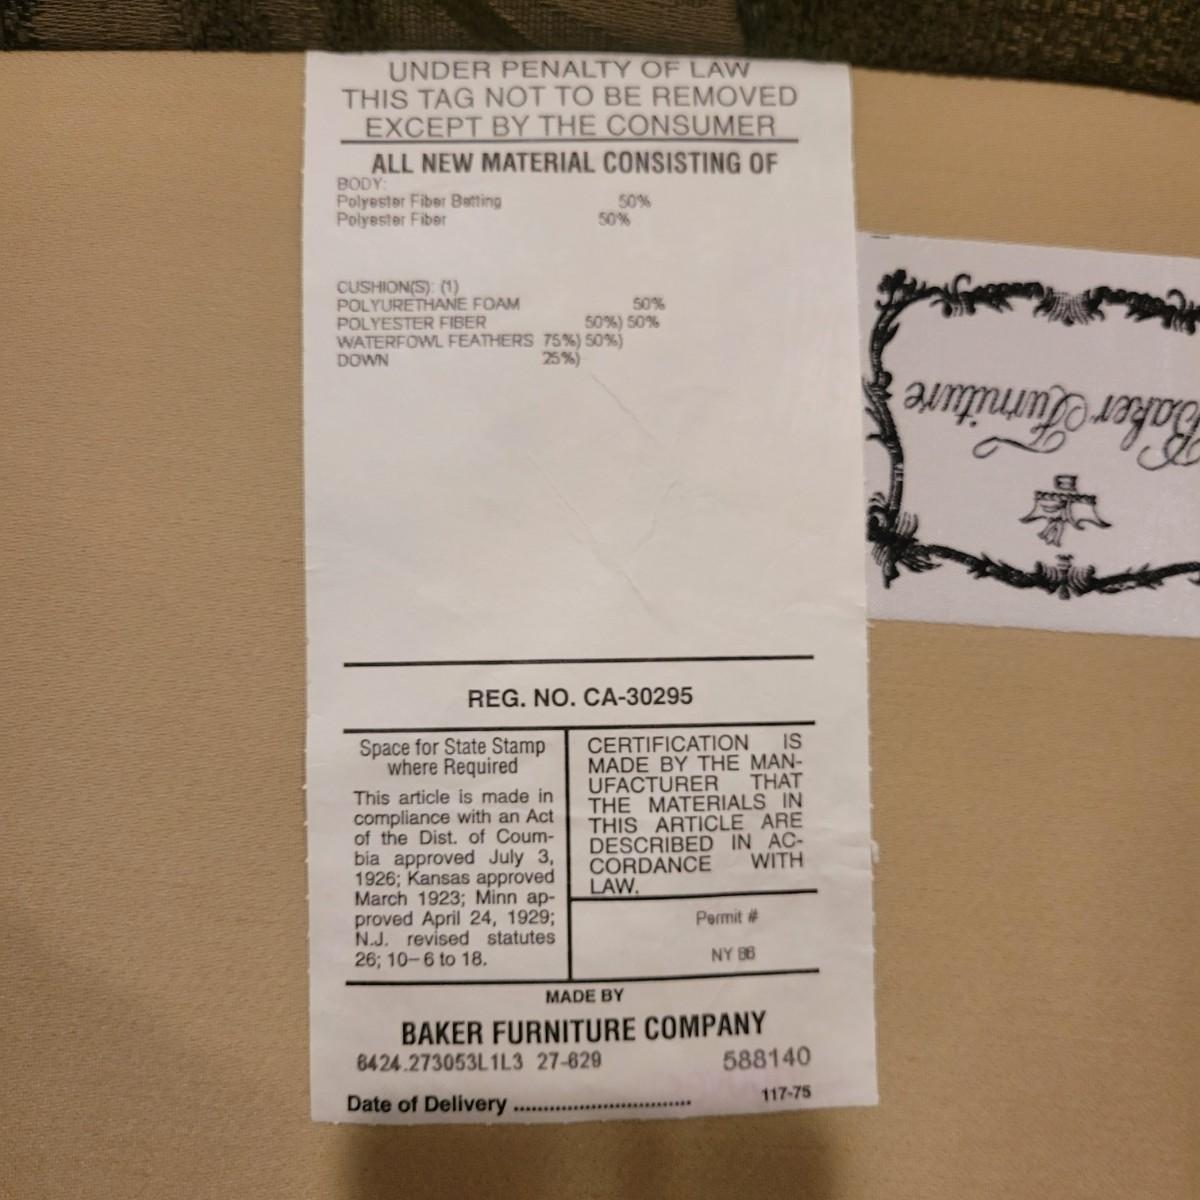 UNDER PENALTY OF LAW
THIS TAG NOT TO BE REMOVED
EXCEPT BY THE CONSUMER
ALL NEW MATERIAL CONSISTING OF
BODY:
Polyester Fiber Batting 50%
Polyester Fiber 50%
CUSHION(S): (1)
POLYURETHANE FOAM 50%
POLYESTER FIBER 50%) 50%
WATERFOWL FEATHERS 75%) 50%)
DOWN 25%)
REG. NO. CA-30295
Space for State Stamp
where Required
This article is made in
compliance with an Act
of the Dist. of Coum-
bia approved July 3,
1926; Kansas approved
March 1923; Minn ap-
proved April 24, 1929;
N.J. revised statutes
26; 10–6 to 18.
CERTIFICATION IS
MADE BY THE MAN-
UFACTURER THAT
THE MATERIALS IN
THIS ARTICLE ARE
DESCRIBED IN AC-
CORDANCE WITH
LAW.
Permit #
NY 86
MADE BY
BAKER FURNITURE COMPANY
6424.273053L1L3 27-629 588140
Date of Delivery ............................... 117-75
Baker Furniture